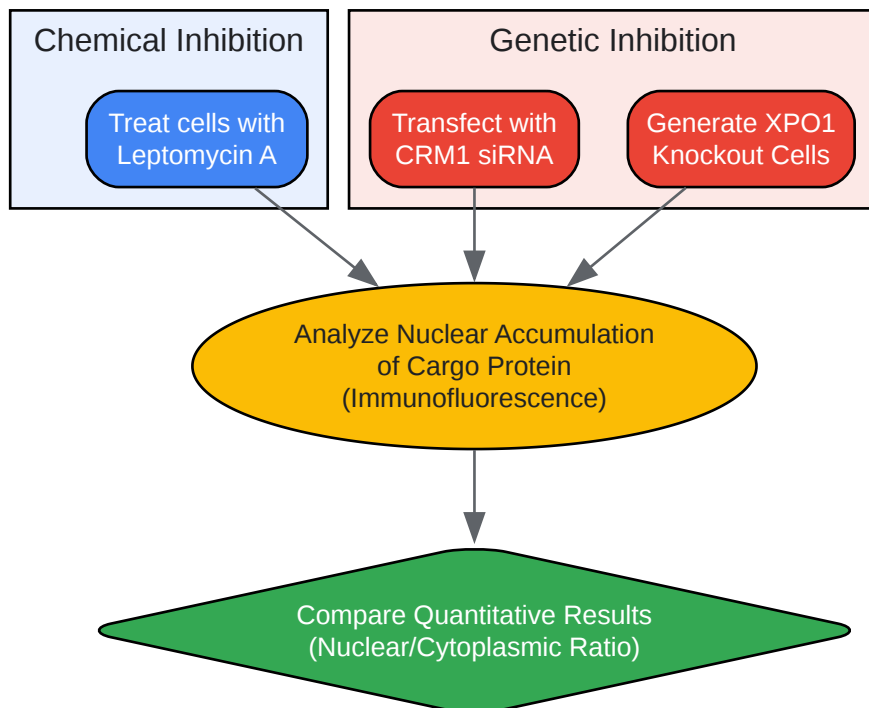 Chemical Inhibition
Genetic Inhibition
Treat cells with
Leptomycin A
Transfect with
CRM1 siRNA
Generate XPO1
Knockout Cells
Analyze Nuclear Accumulation
of Cargo Protein
(Immunofluorescence)
Compare Quantitative Results
(Nuclear/Cytoplasmic Ratio)